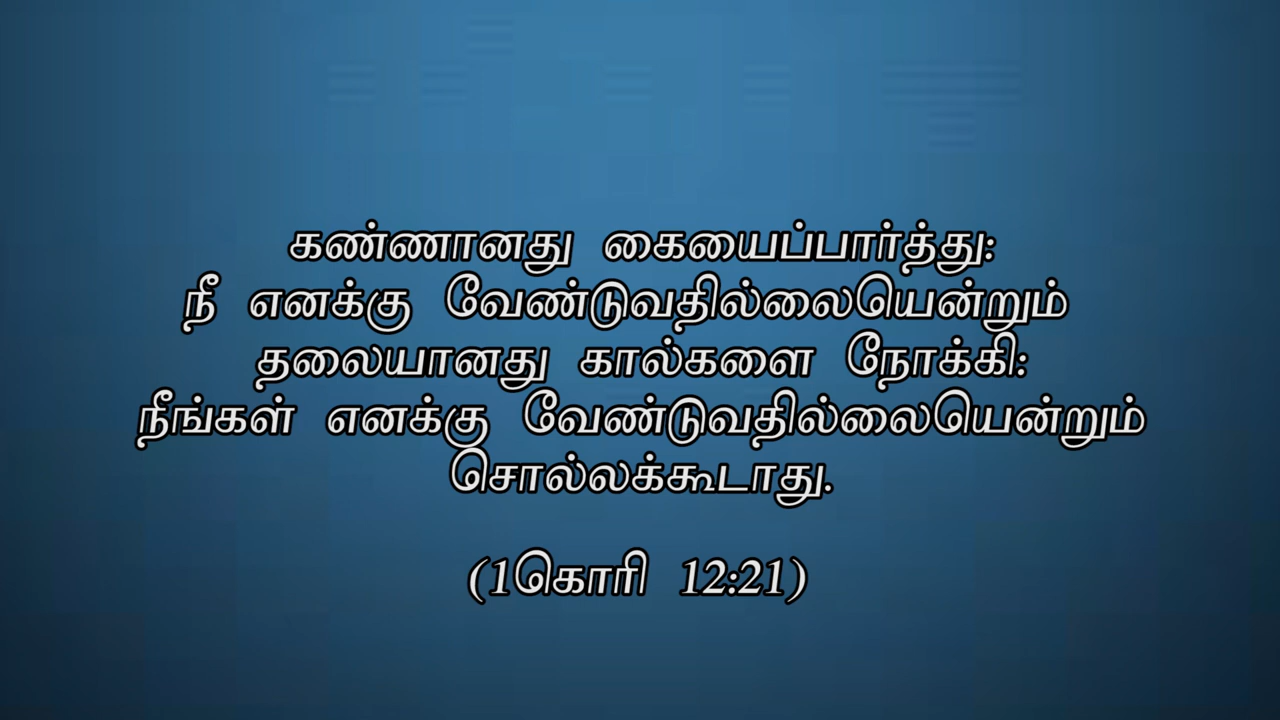 கண்ணானது கையைப்பார்த்து:
நீ எனக்கு வேண்டுவதில்லையென்றும்
தலையானது கால்களை நோக்கி:
நீங்கள் எனக்கு வேண்டுவதில்லையென்றும்
சொல்லக்கூடாது.
(1கொரி 12:21)